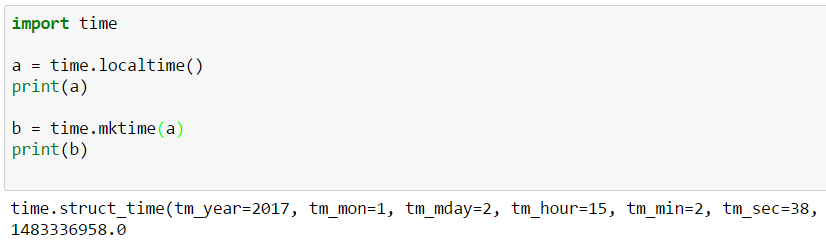 import time
a = time.localtime()
print(a)
b = time.mktime(a)
print(b)
time.struct_time(tm_year=2017, tm_mon=1, tm_mday=2, tm_hour=15, tm_min=2, tm_sec=38,
1483336958.0